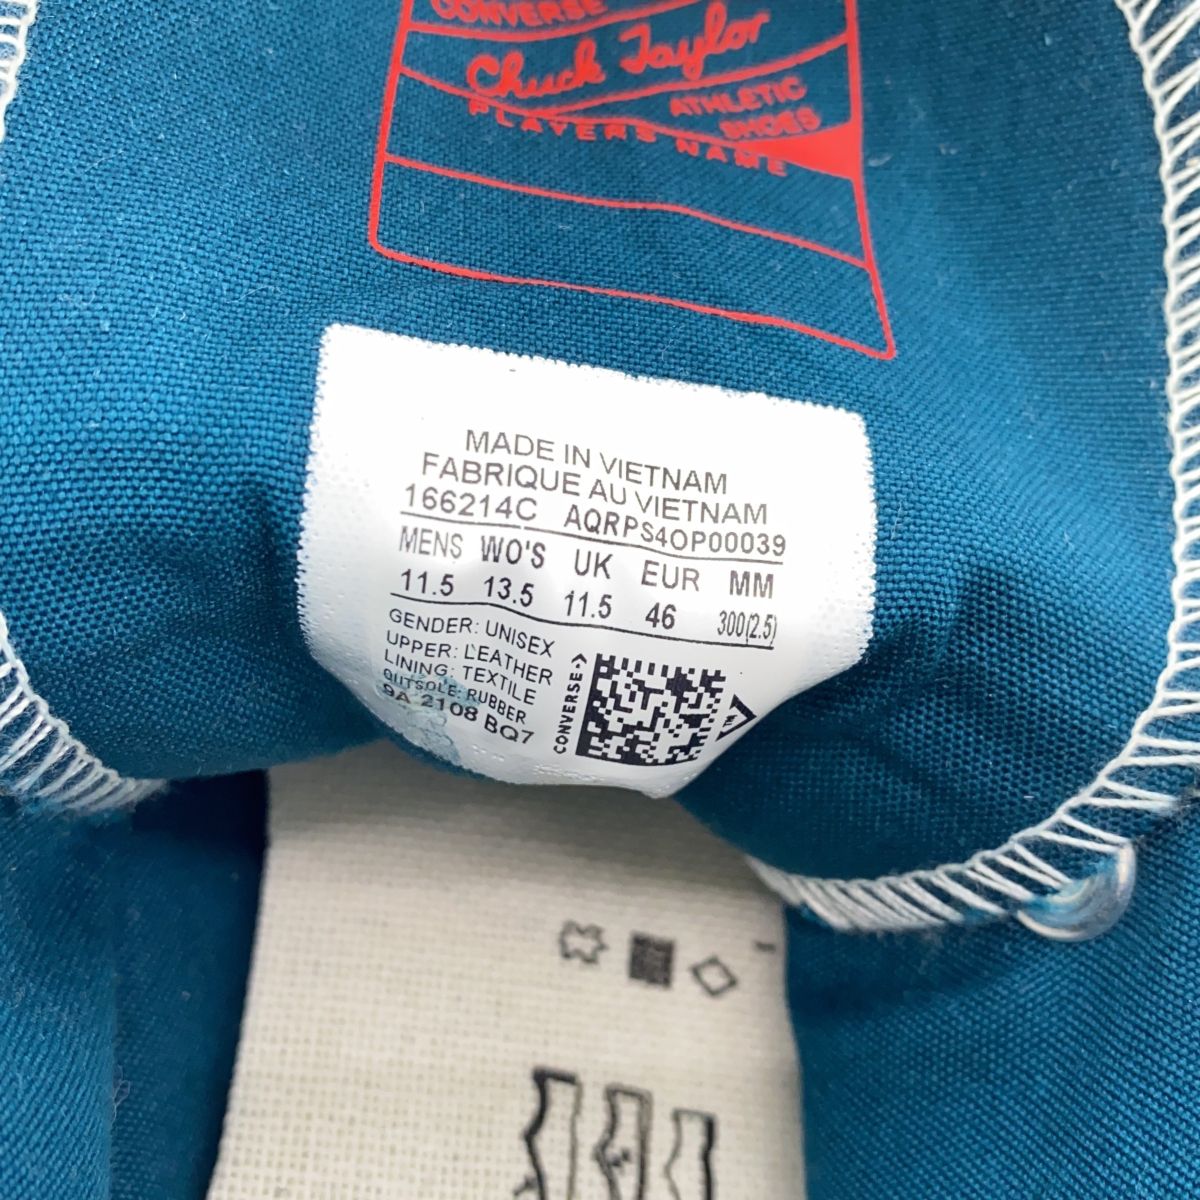 CONVERSE
Chuck Taylor
ATHLETIC
SHOES
PLAYERS NAME
MADE IN VIETNAM
FABRIQUE AU VIETNAM
166214C AQRPS4OP00039
MENS WO'S UK EUR MM
11.5 13.5 11.5 46 300(2.5)
GENDER: UNISEX
UPPER: LEATHER
LINING: TEXTILE
OUTSOLE: RUBBER
9A 2108 BQ7
CONVERSE
TM